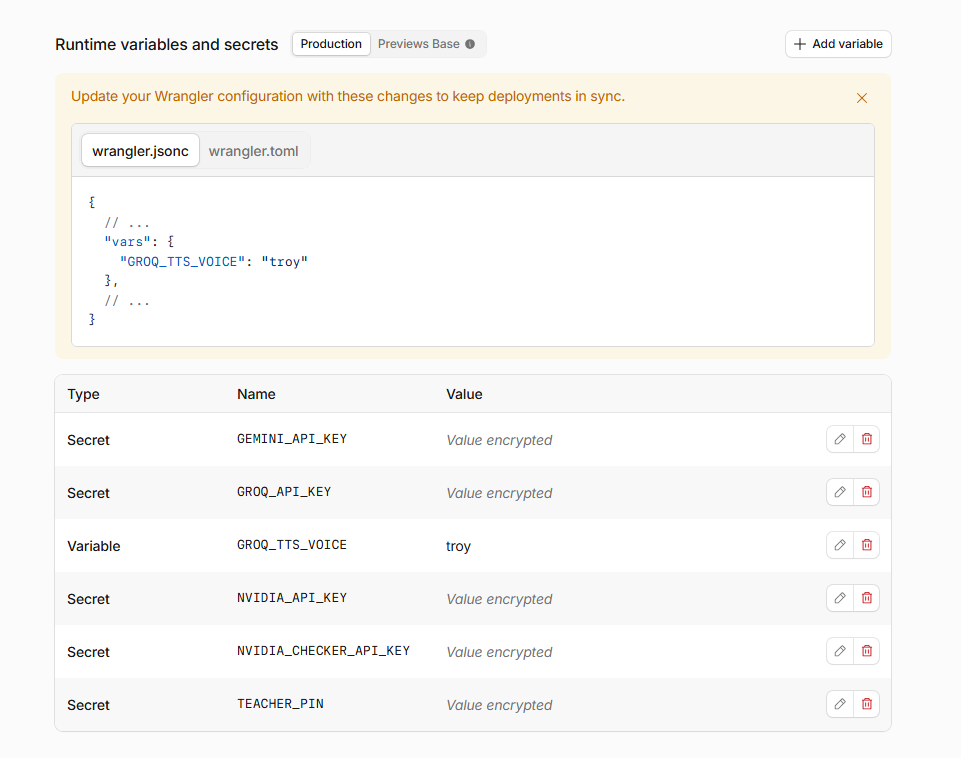 Runtime variables and secrets Production Previews Base Add variable
Update your Wrangler configuration with these changes to keep deployments in sync.
wrangler.jsonc wrangler.toml
{
  // ...
  "vars": {
    "GROQ_TTS_VOICE": "troy"
  },
  // ...
}
Type Name Value
Secret GEMINI_API_KEY Value encrypted
Secret GROQ_API_KEY Value encrypted
Variable GROQ_TTS_VOICE troy
Secret NVIDIA_API_KEY Value encrypted
Secret NVIDIA_CHECKER_API_KEY Value encrypted
Secret TEACHER_PIN Value encrypted